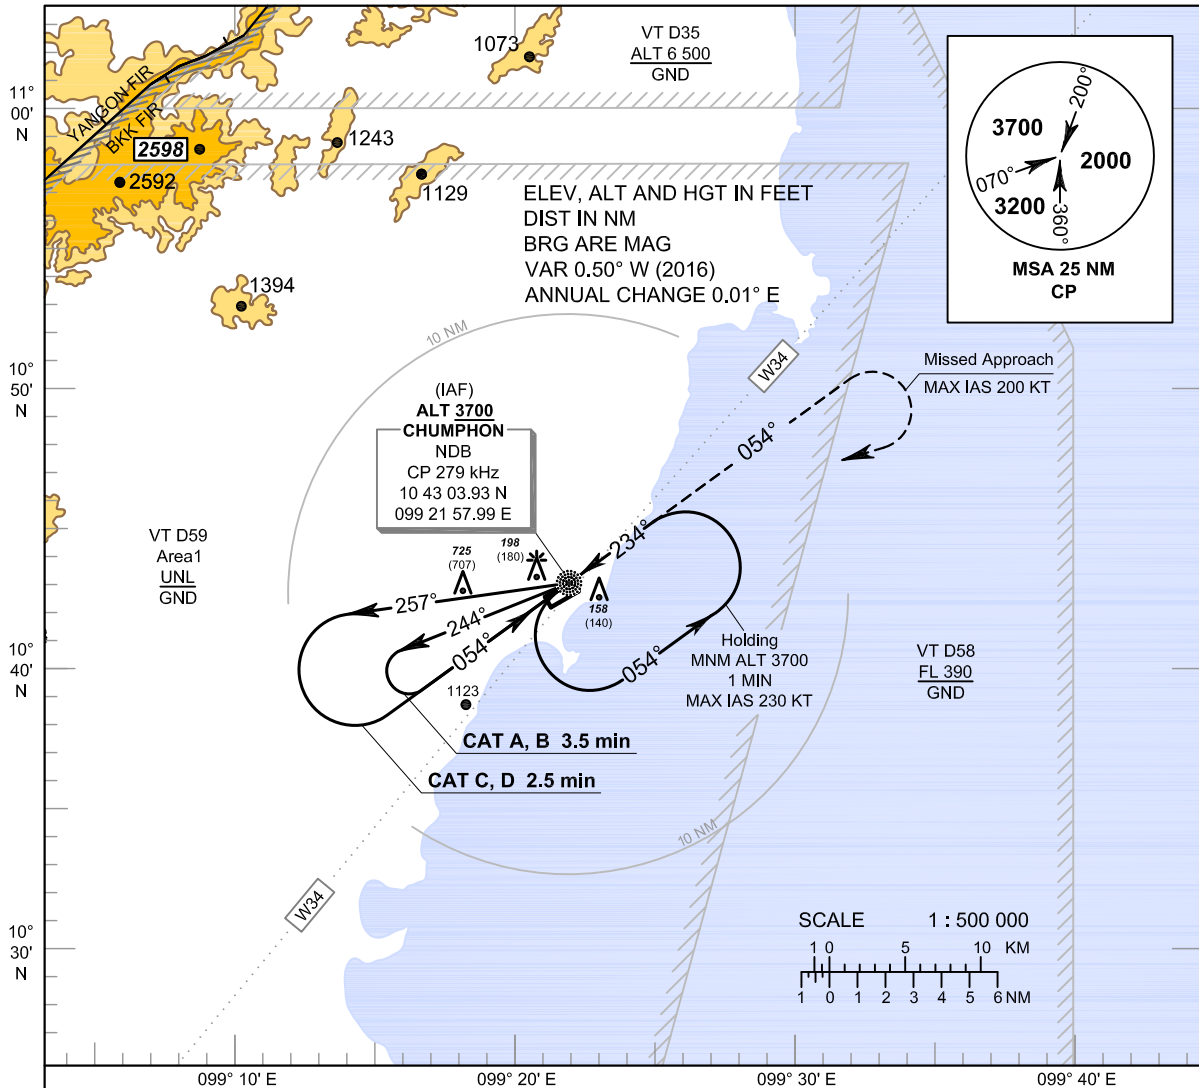 1073
VT D35
ALT 6 500
GND
11°
00'
N
YANGON FIR
BKK FIR
2598
2592
1243
1129
1394
ELEV, ALT AND HGT IN FEET
DIST IN NM
BRG ARE MAG
VAR 0.50° W (2016)
ANNUAL CHANGE 0.01° E
200°
3700
2000
070°
3200
360°
MSA 25 NM
CP
10 NM
10°
50'
N
W34
Missed Approach
MAX IAS 200 KT
(IAF)
ALT 3700
CHUMPHON
NDB
CP 279 kHz
10 43 03.93 N
099 21 57.99 E
054°
234°
VT D59
Area1
UNL
GND
725
(707)
198
(180)
158
(140)
257°
244°
054°
054°
Holding
MNM ALT 3700
1 MIN
MAX IAS 230 KT
VT D58
FL 390
GND
10°
40'
N
1123
CAT A, B 3.5 min
CAT C, D 2.5 min
10 NM
W34
10°
30'
N
SCALE 1 : 500 000
1 0 5 10 KM
1 0 1 2 3 4 5 6 NM
099° 10' E
099° 20' E
099° 30' E
099° 40' E